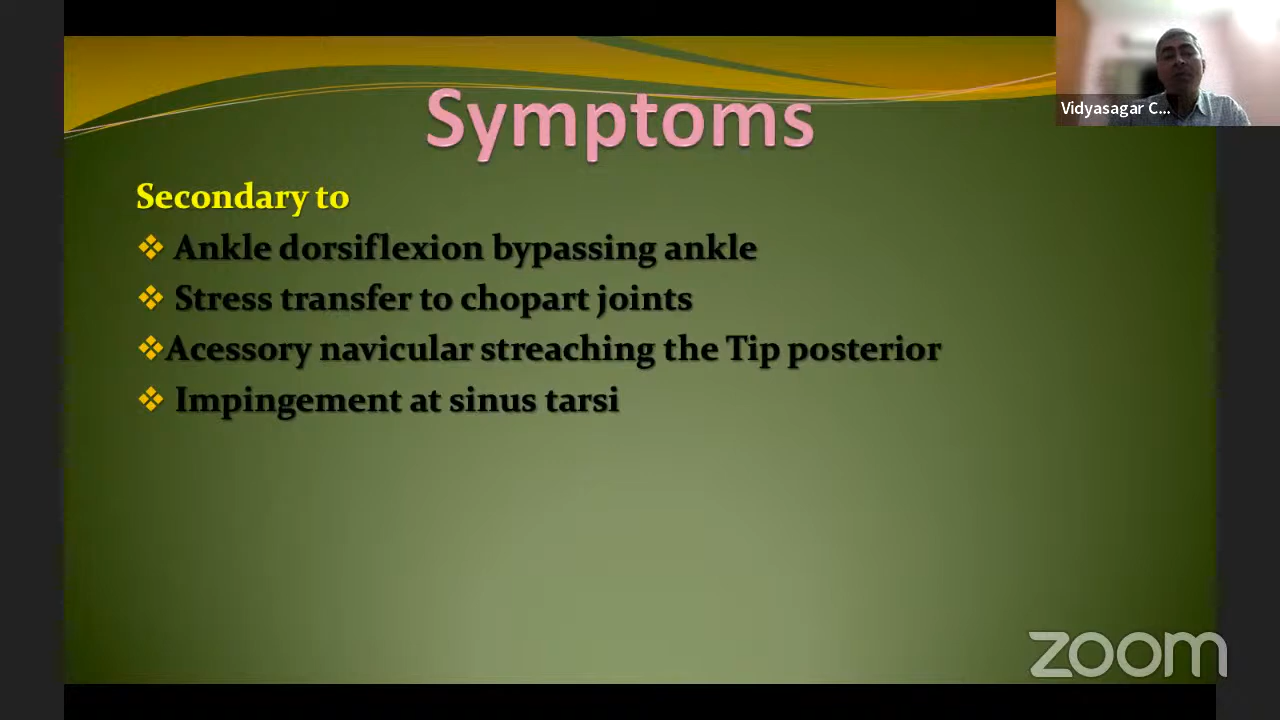 Symptoms
Vidyasagar C...
Secondary to
Ankle dorsiflexion bypassing ankle
Stress transfer to chopart joints
Acessory navicular streaching the Tip posterior
Impingement at sinus tarsi
zoom